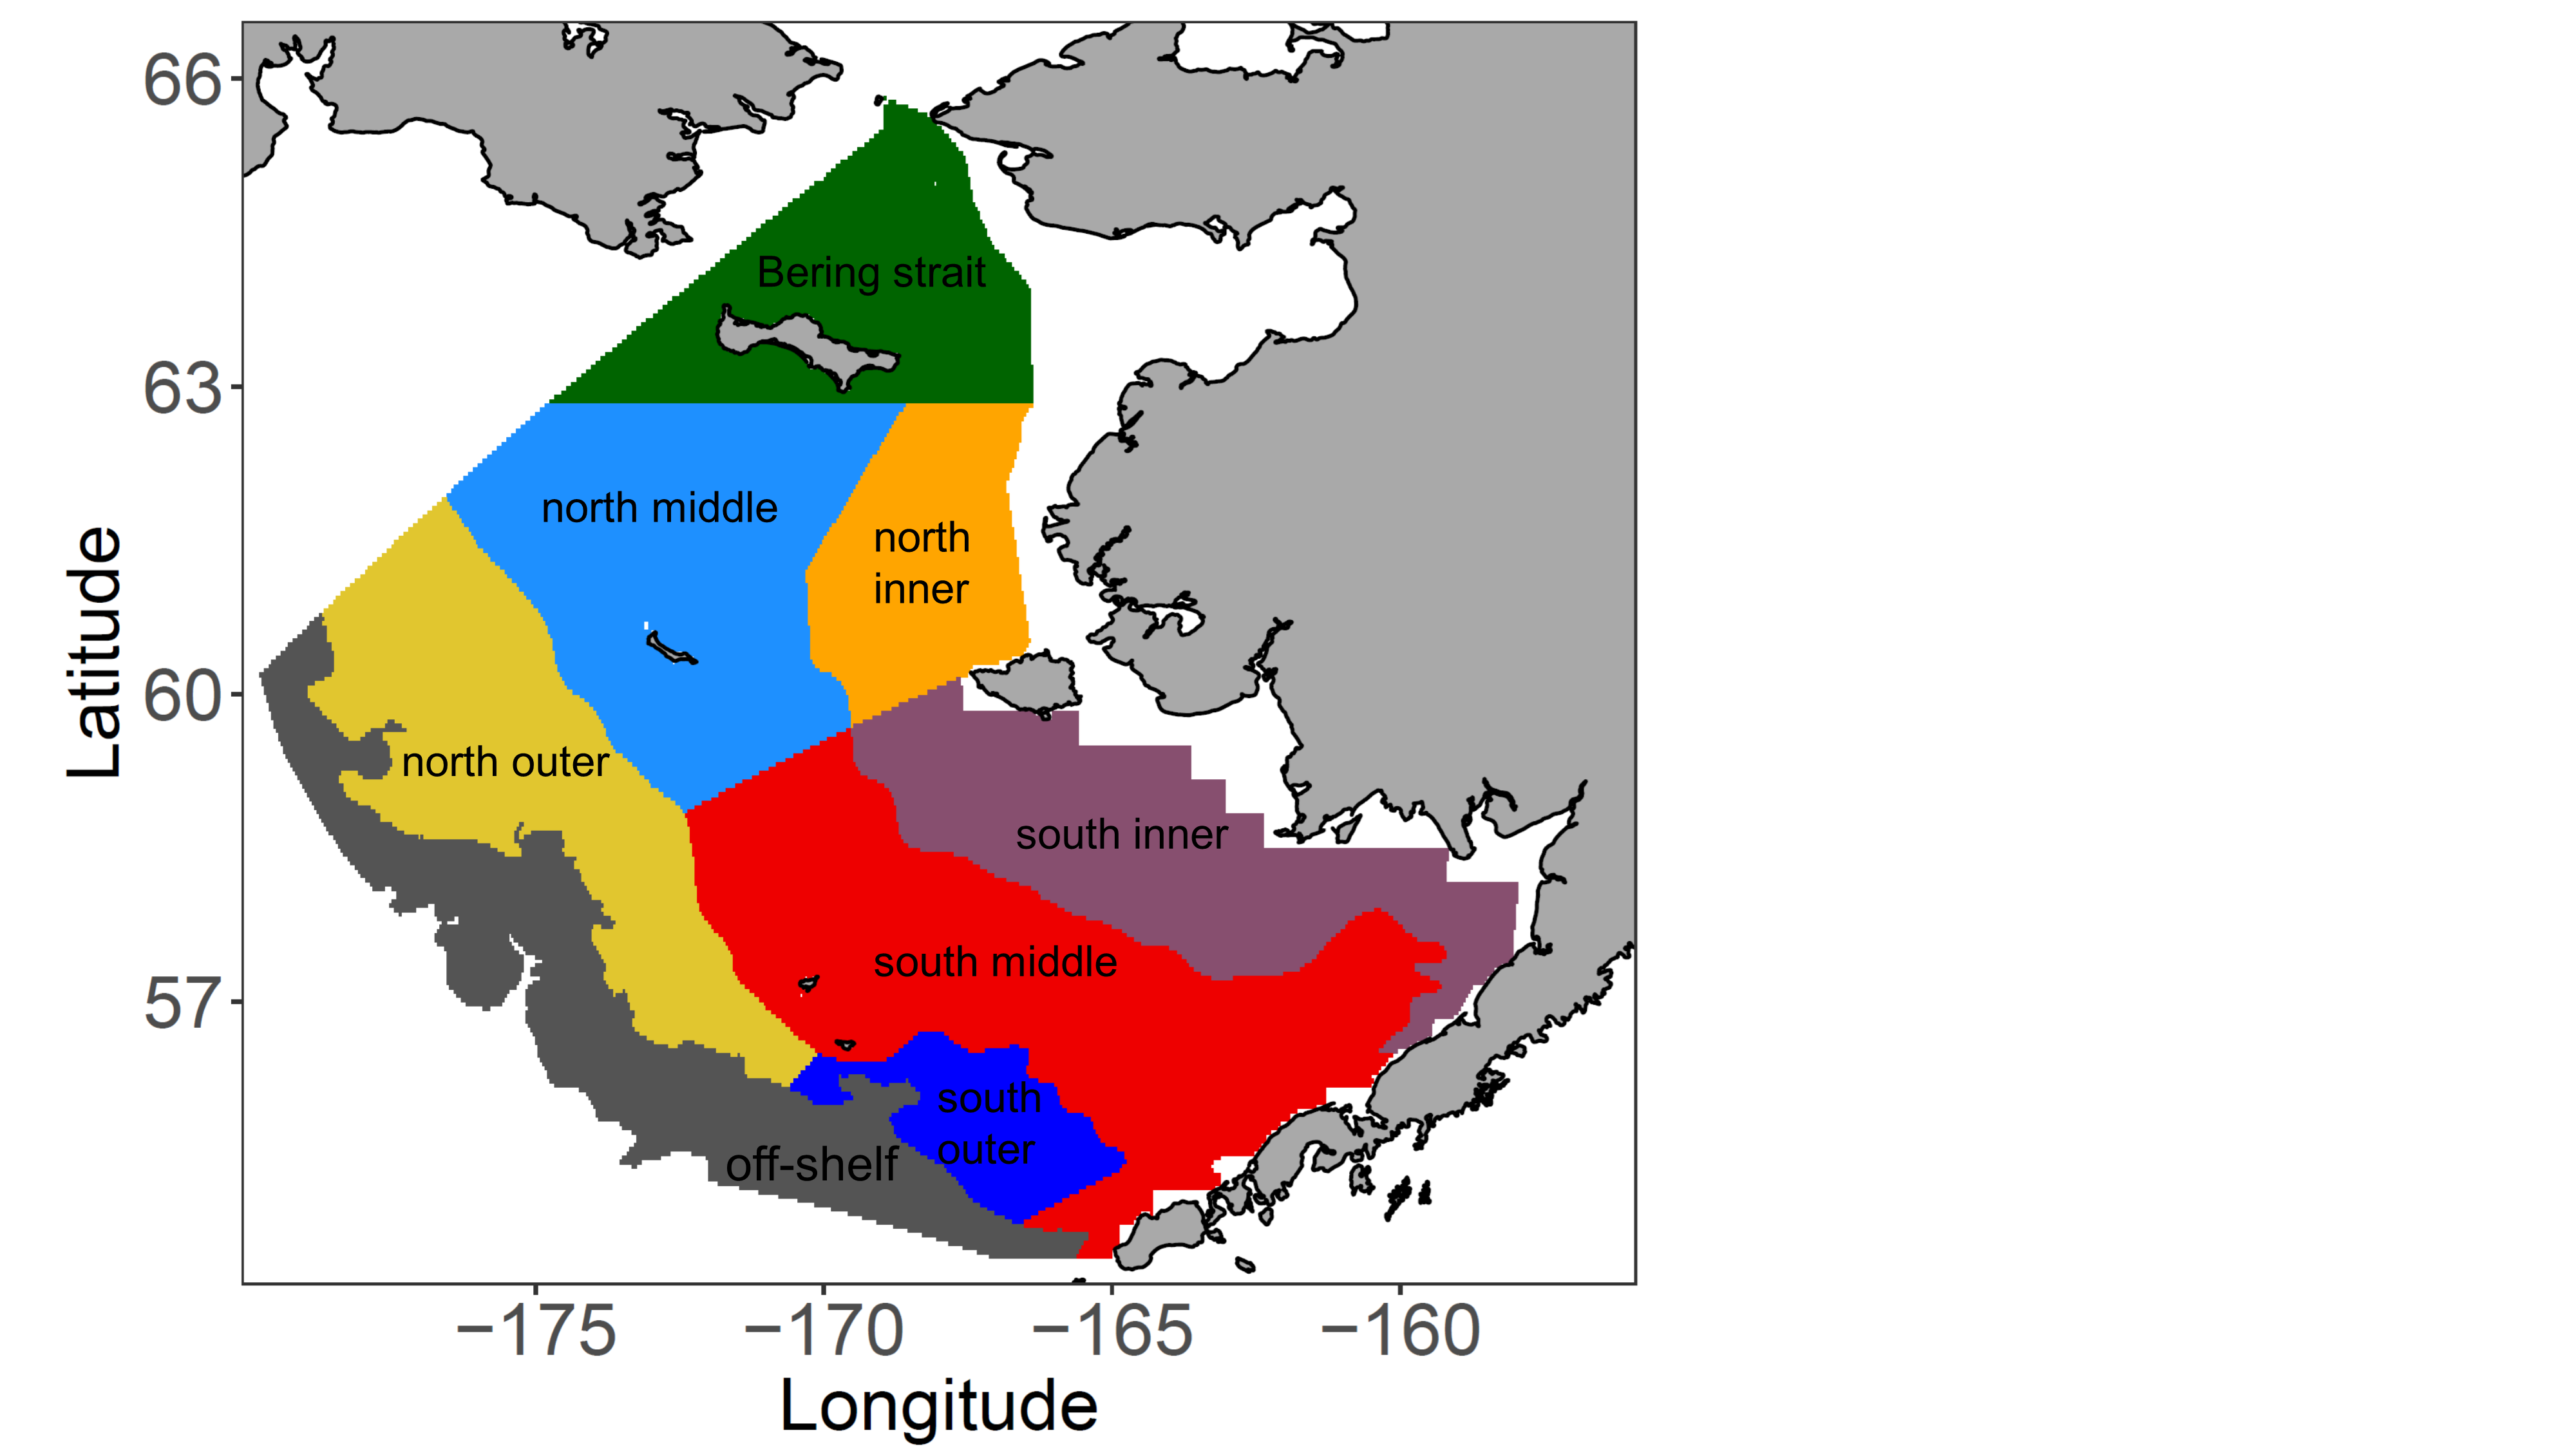 66
63
60
57
Latitude
Bering strait
north middle
north
inner
north outer
south inner
south middle
south
outer
off-shelf
−175
−170
−165
−160
Longitude